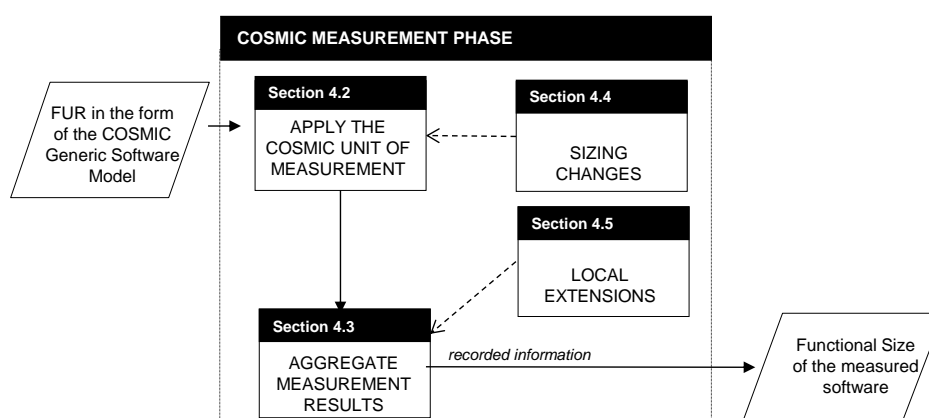 COSMIC MEASUREMENT PHASE
FUR in the form
of the COSMIC
Generic Software
Model
Section 4.2
APPLY THE
COSMIC UNIT OF
MEASUREMENT
Section 4.4
SIZING
CHANGES
Section 4.5
LOCAL
EXTENSIONS
Section 4.3
AGGREGATE
MEASUREMENT
RESULTS
recorded information
Functional Size
of the measured
software